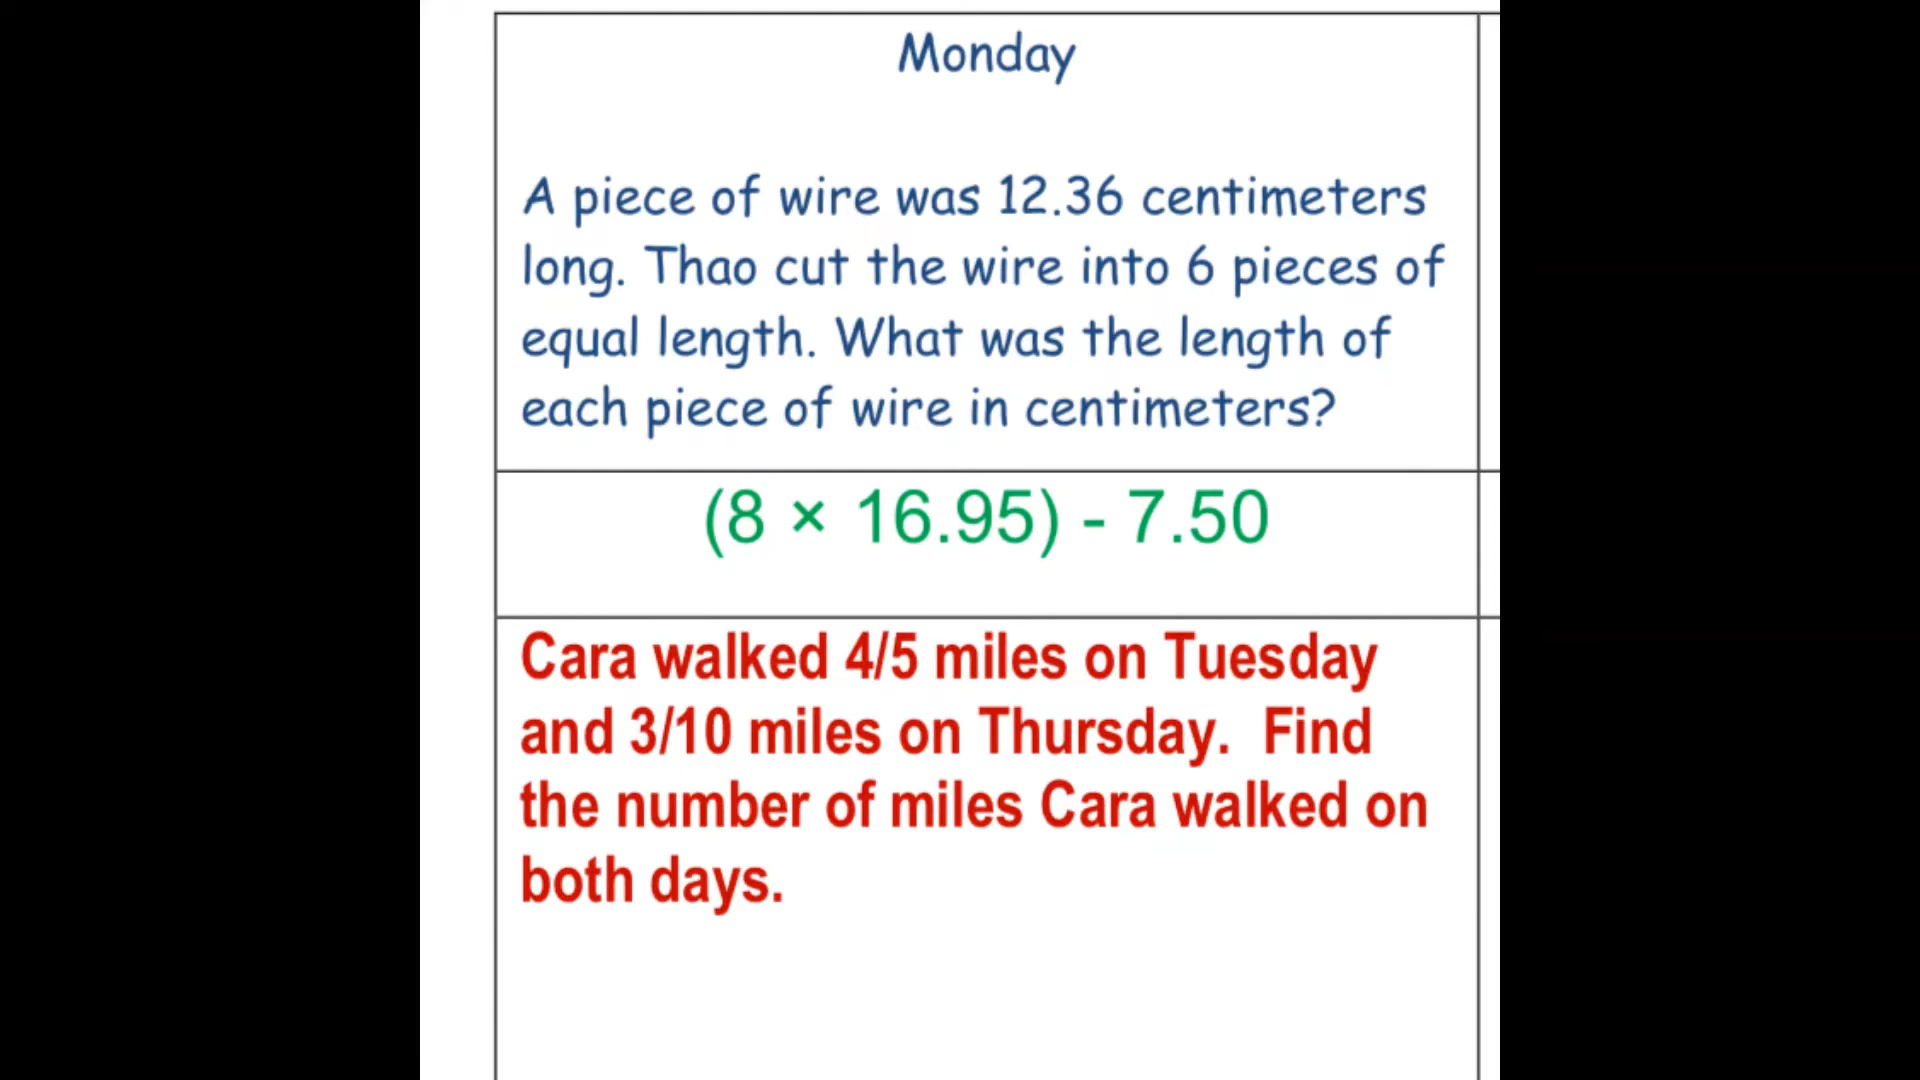 Monday
A piece of wire was 12.36 centimeters
long. Thao cut the wire into 6 pieces of
equal length. What was the length of
each piece of wire in centimeters?
(8 × 16.95) - 7.50
Cara walked 4/5 miles on Tuesday
and 3/10 miles on Thursday.  Find
the number of miles Cara walked on
both days.